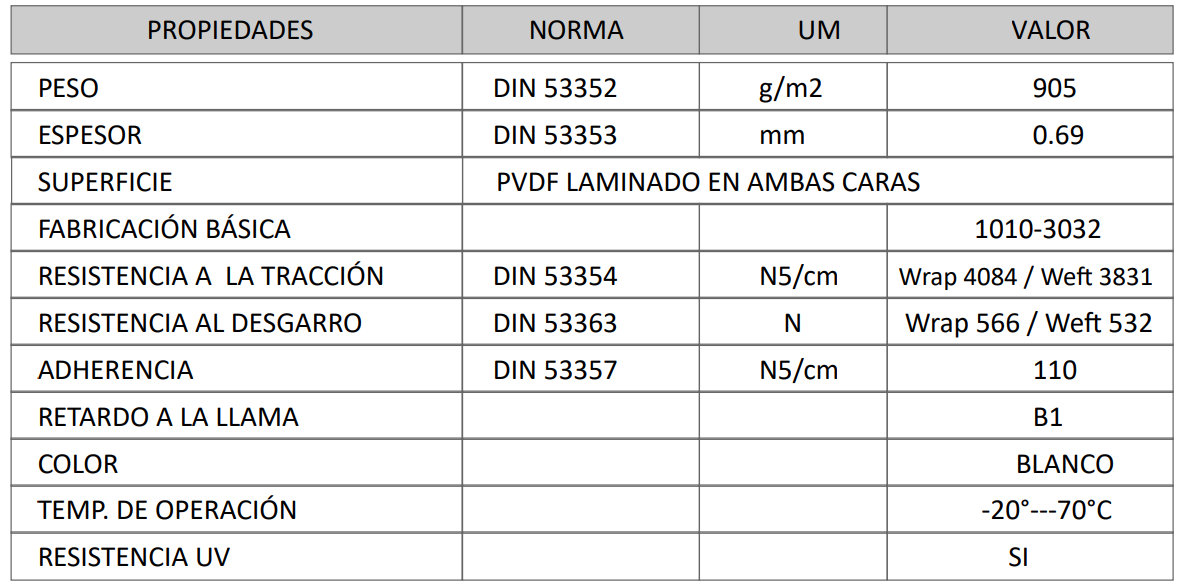 PROPIEDADES NORMA UM VALOR
PESO DIN 53352 g/m2 905
ESPESOR DIN 53353 mm 0.69
SUPERFICIE PVDF LAMINADO EN AMBAS CARAS
FABRICACIÓN BÁSICA 1010-3032
RESISTENCIA A LA TRACCIÓN DIN 53354 N5/cm Wrap 4084 / Weft 3831
RESISTENCIA AL DESGARRO DIN 53363 N Wrap 566 / Weft 532
ADHERENCIA DIN 53357 N5/cm 110
RETARDO A LA LLAMA B1
COLOR BLANCO
TEMP. DE OPERACIÓN -20°---70°C
RESISTENCIA UV SI